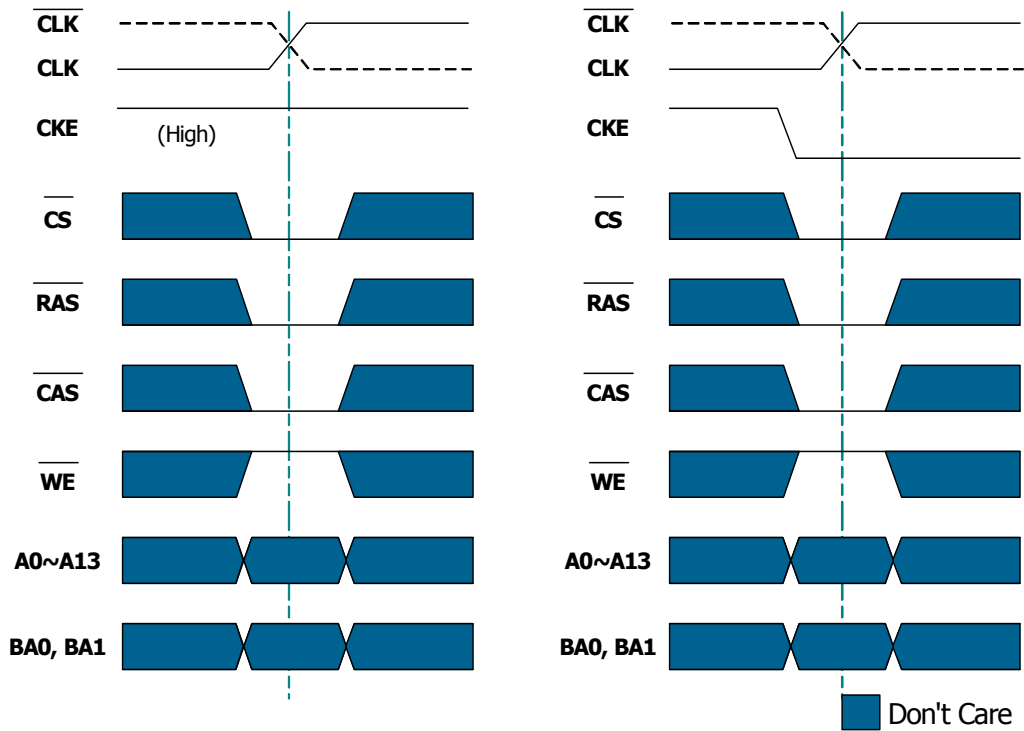 CLK
CLK
CKE
(High)
CS
RAS
CAS
WE
A0~A13
BA0, BA1
CLK
CLK
CKE
CS
RAS
CAS
WE
A0~A13
BA0, BA1
Don't Care